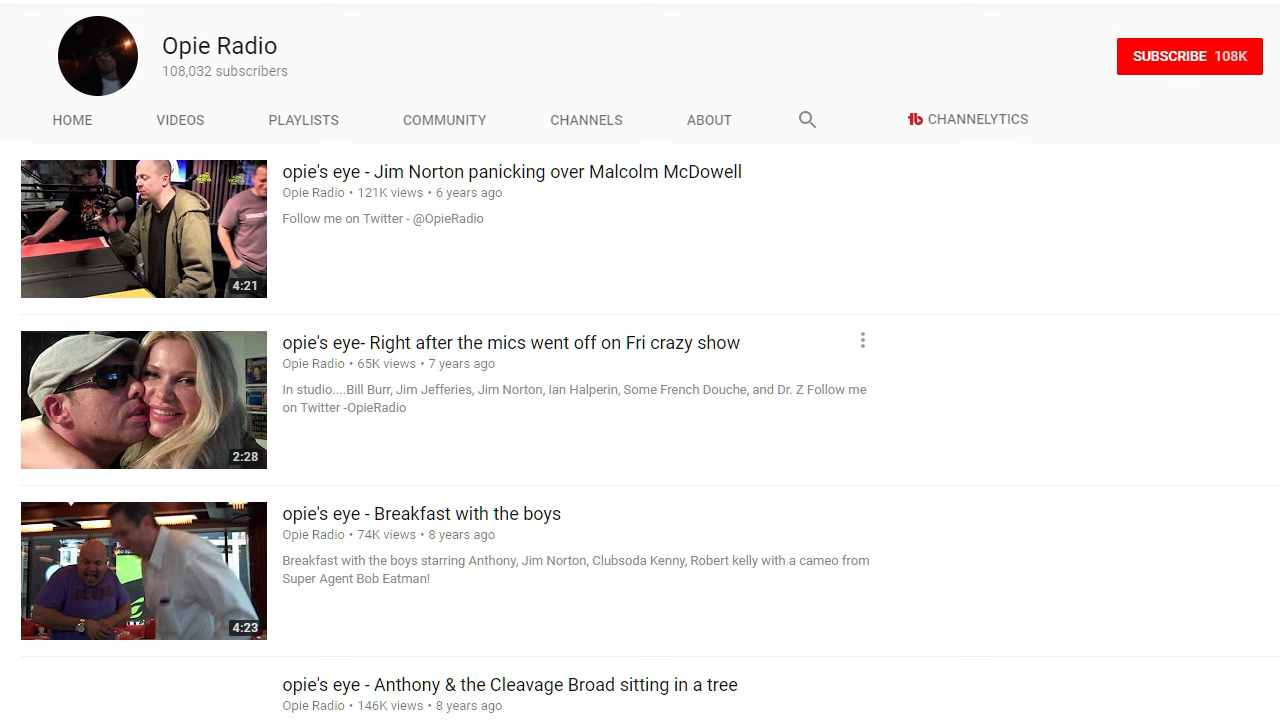 Opie Radio
108,032 subscribers
SUBSCRIBE 108K
HOME VIDEOS PLAYLISTS COMMUNITY CHANNELS ABOUT tb CHANNELYTICS
opie's eye - Jim Norton panicking over Malcolm McDowell
Opie Radio • 121K views • 6 years ago
Follow me on Twitter - @OpieRadio
4:21
opie's eye- Right after the mics went off on Fri crazy show
Opie Radio • 65K views • 7 years ago
In studio....Bill Burr, Jim Jefferies, Jim Norton, Ian Halperin, Some French Douche, and Dr. Z Follow me
on Twitter -OpieRadio
2:28
opie's eye - Breakfast with the boys
Opie Radio • 74K views • 8 years ago
Breakfast with the boys starring Anthony, Jim Norton, Clubsoda Kenny, Robert kelly with a cameo from
Super Agent Bob Eatman!
4:23
opie's eye - Anthony & the Cleavage Broad sitting in a tree
Opie Radio • 146K views • 8 years ago